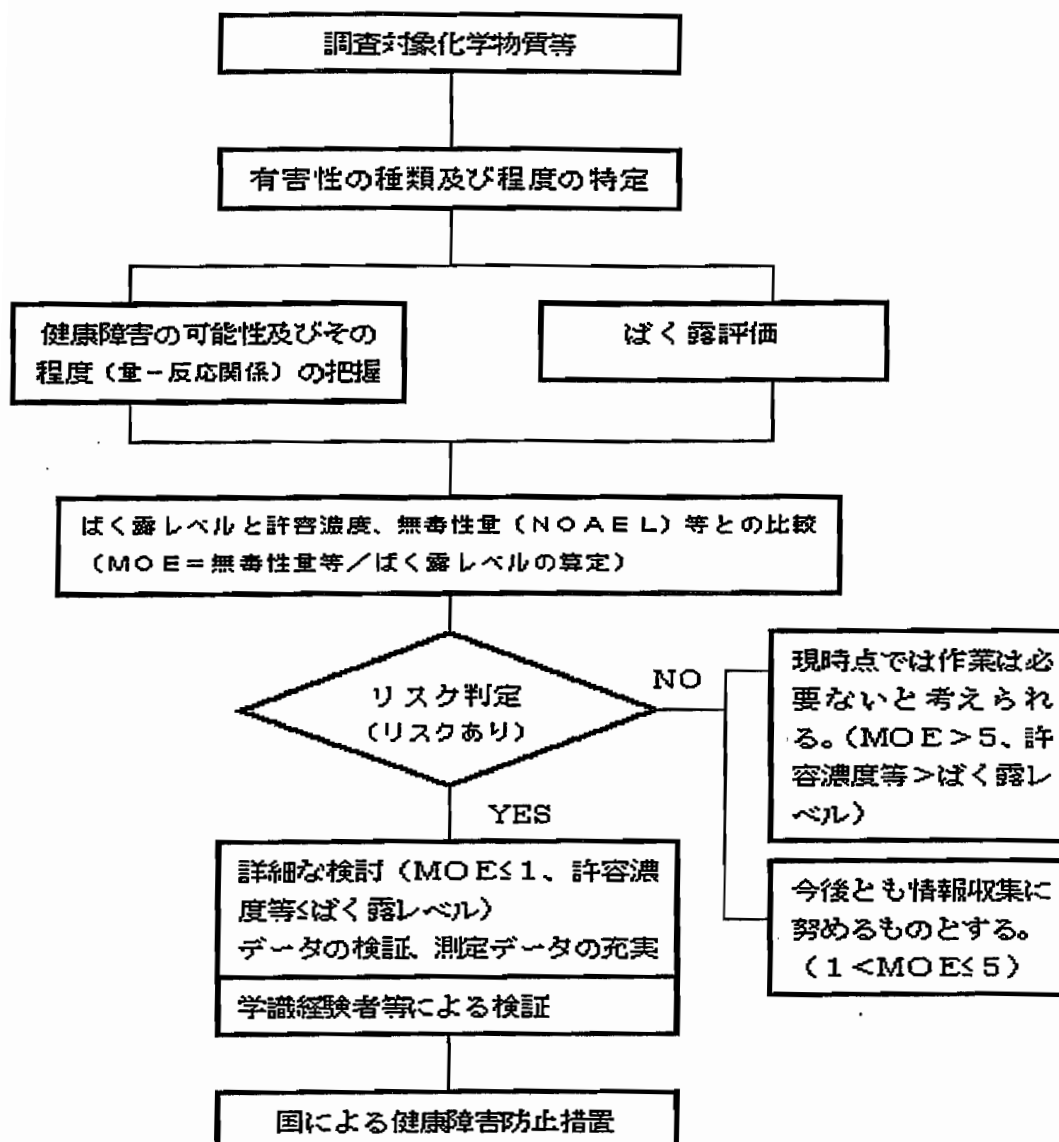 調査対象化学物質等
有害性の種類及び程度の特定
健康障害の可能性及びその
程度（量－反応関係）の把握
ばく露評価
ばく露レベルと許容濃度、無毒性量（NOAEL）等との比較
（MOE＝無毒性量等／ばく露レベルの算定）
リスク判定
（リスクあり）
NO
現時点では作業は必
要ないと考えられ
る。（MOE＞5、許
容濃度等＞ばく露レ
ベル）
今後とも情報収集に
努めるものとする。
（1＜MOE≤5）
YES
詳細な検討（MOE≤1、許容濃
度等≤ばく露レベル）
データの検証、測定データの充実
学識経験者等による検証
国による健康障害防止措置